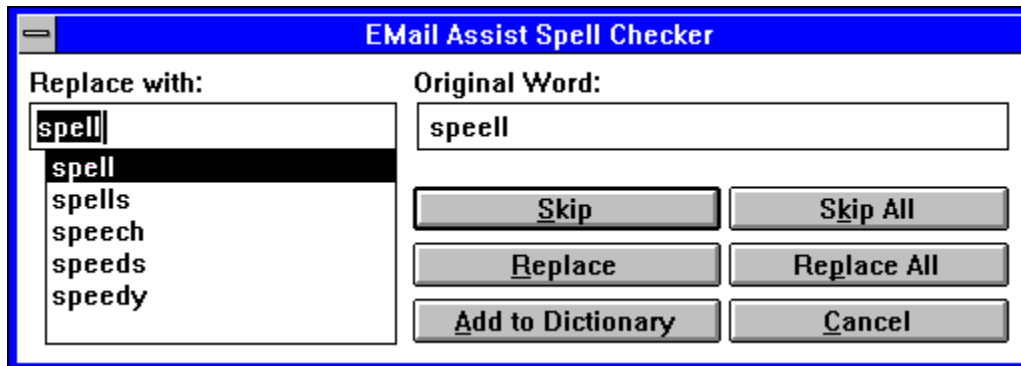 EMail Assist Spell Checker
Replace with:
Original Word:
spell
speell
spell
spells
speech
speeds
speedy
Skip
Skip All
Replace
Replace All
Add to Dictionary
Cancel